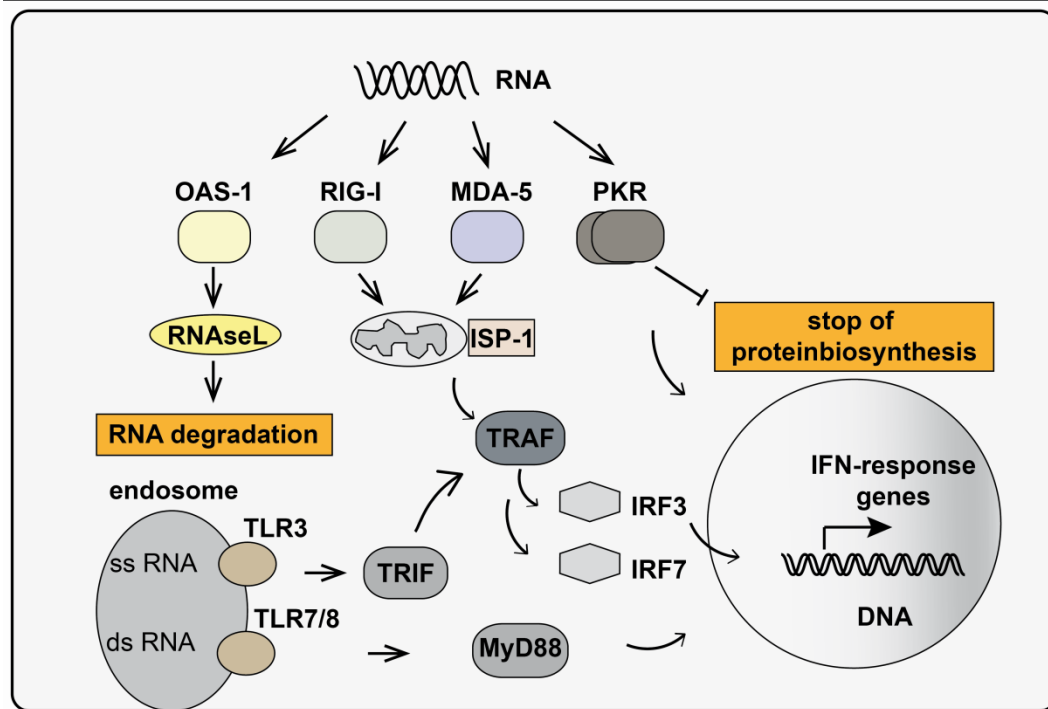 RNA
OAS-1
RIG-I
MDA-5
PKR
RNAseL
ISP-1
stop of
proteinbiosynthesis
RNA degradation
TRAF
IFN-response
genes
endosome
TLR3
IRF3
ss RNA
TRIF
IRF7
TLR7/8
DNA
ds RNA
MyD88